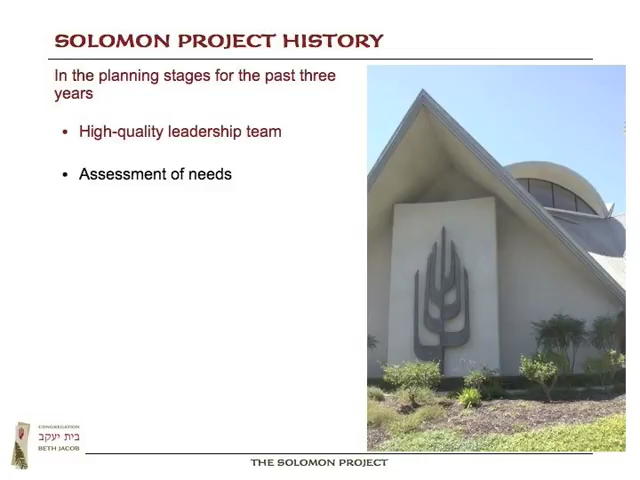 SOLOMON PROJECT HISTORY
In the planning stages for the past three
years
• High-quality leadership team
• Assessment of needs
CONGREGATION
בית יעקב
BETH JACOB
THE SOLOMON PROJECT